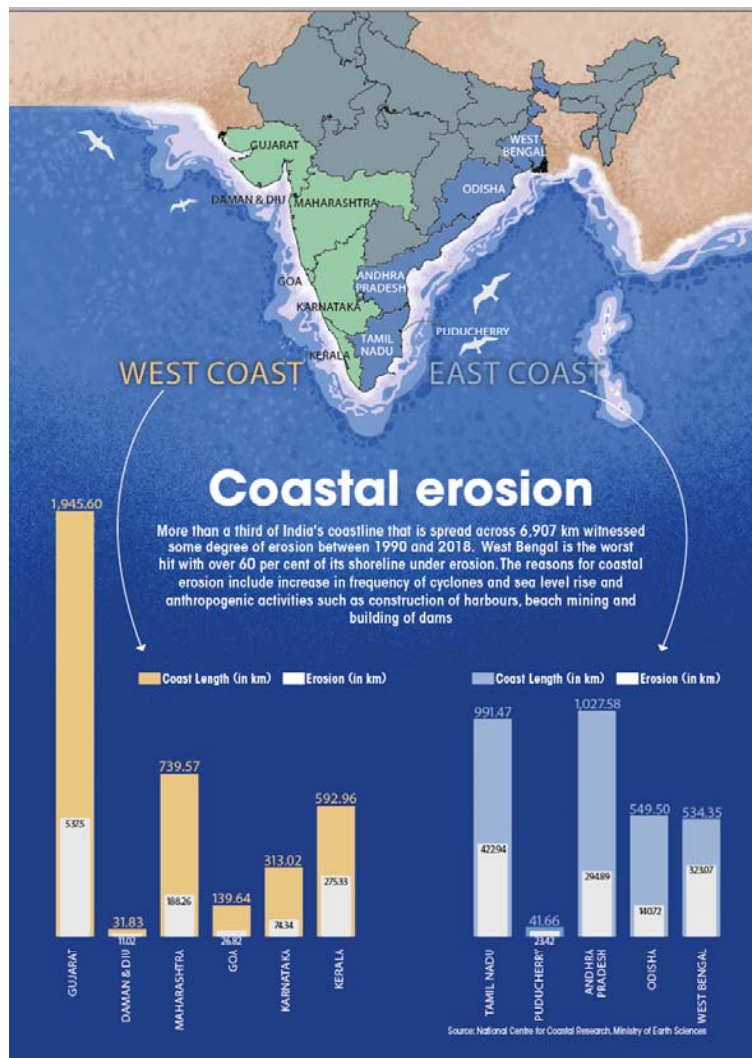 GUJARAT
WEST
BENGAL
DAMAN & DIU
MAHARASHTRA
ODISHA
GOA
ANDHRA
PRADESH
KARNATAKA
PUDUCHERRY
TAMIL
NADU
KERALA
WEST COAST
EAST COAST
Coastal erosion
More than a third of India's coastline that is spread across 6,907 km witnessed
some degree of erosion between 1990 and 2018. West Bengal is the worst
hit with over 60 per cent of its shoreline under erosion. The reasons for coastal
erosion include increase in frequency of cyclones and sea level rise and
anthropogenic activities such as construction of harbours, beach mining and
building of dams
Coast Length (in km) Erosion (in km)
1,945.60
537.5
GUJARAT
31.83
11.02
DAMAN & DIU
739.57
188.26
MAHARASHTRA
139.64
26.82
GOA
313.02
74.34
KARNATAKA
592.96
275.33
KERALA
Coast Length (in km) Erosion (in km)
991.47
422.94
TAMIL NADU
41.66
23.42
PUDUCHERRY
1,027.58
294.89
ANDHRA
PRADESH
549.50
140.72
ODISHA
534.35
323.07
WEST BENGAL
Source: National Centre for Coastal Research, Ministry of Earth Sciences